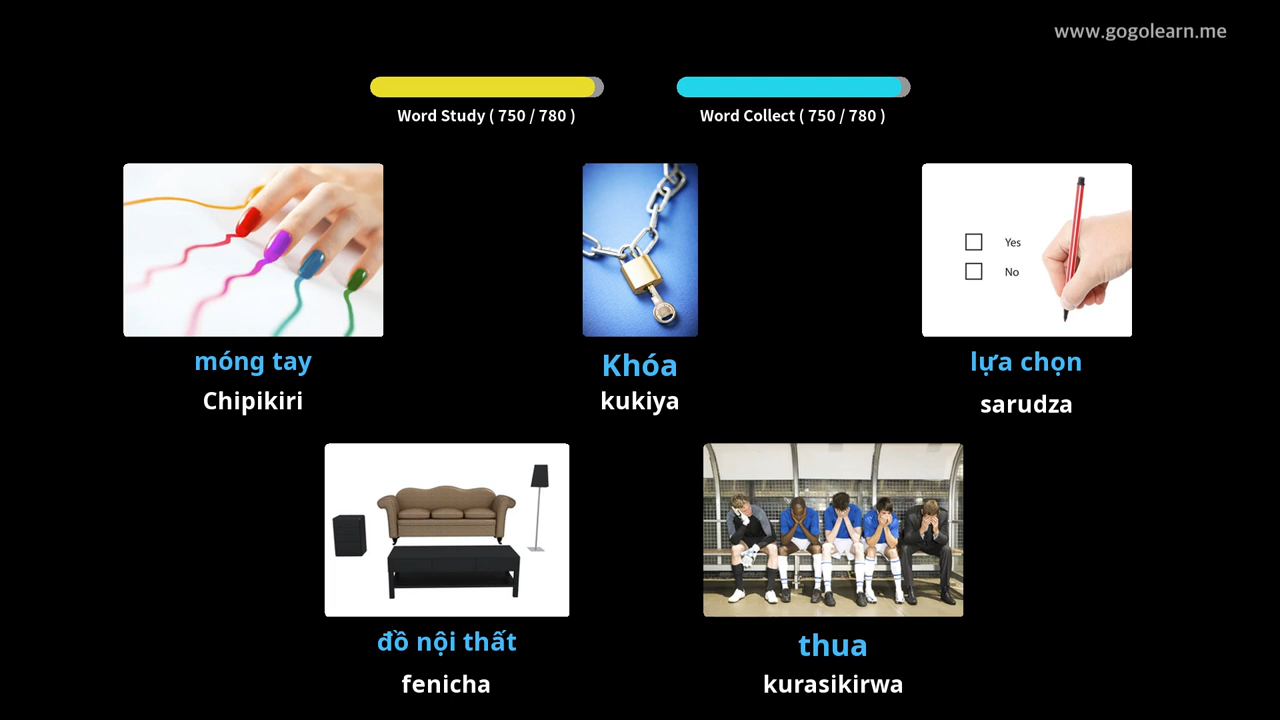 www.gogolearn.me
Word Study ( 750 / 780 )
Word Collect ( 750 / 780 )
Yes
No
móng tay
Chipikiri
Khóa
kukiya
lựa chọn
sarudza
đồ nội thất
fenicha
thua
kurasikirwa